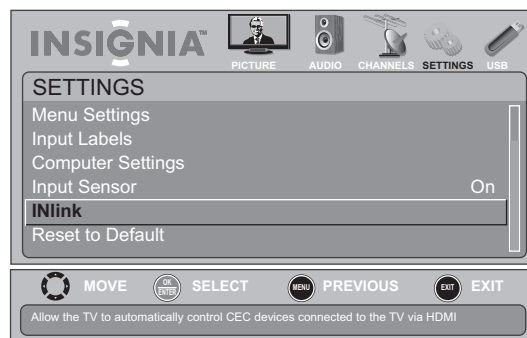 INSIGNIA™
PICTURE AUDIO CHANNELS SETTINGS USB
SETTINGS
Menu Settings
Input Labels
Computer Settings
Input Sensor On
INlink
Reset to Default
MOVE OK ENTER SELECT MENU PREVIOUS EXIT EXIT
Allow the TV to automatically control CEC devices connected to the TV via HDMI